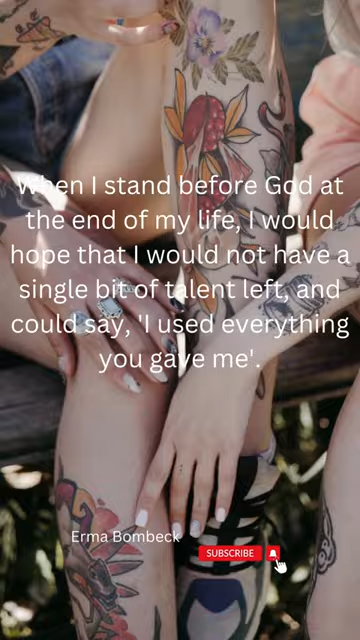 When I stand before God at
the end of my life, I would
hope that I would not have a
single bit of talent left, and
could say, 'I used everything
you gave me'.
Erma Bombeck
SUBSCRIBE